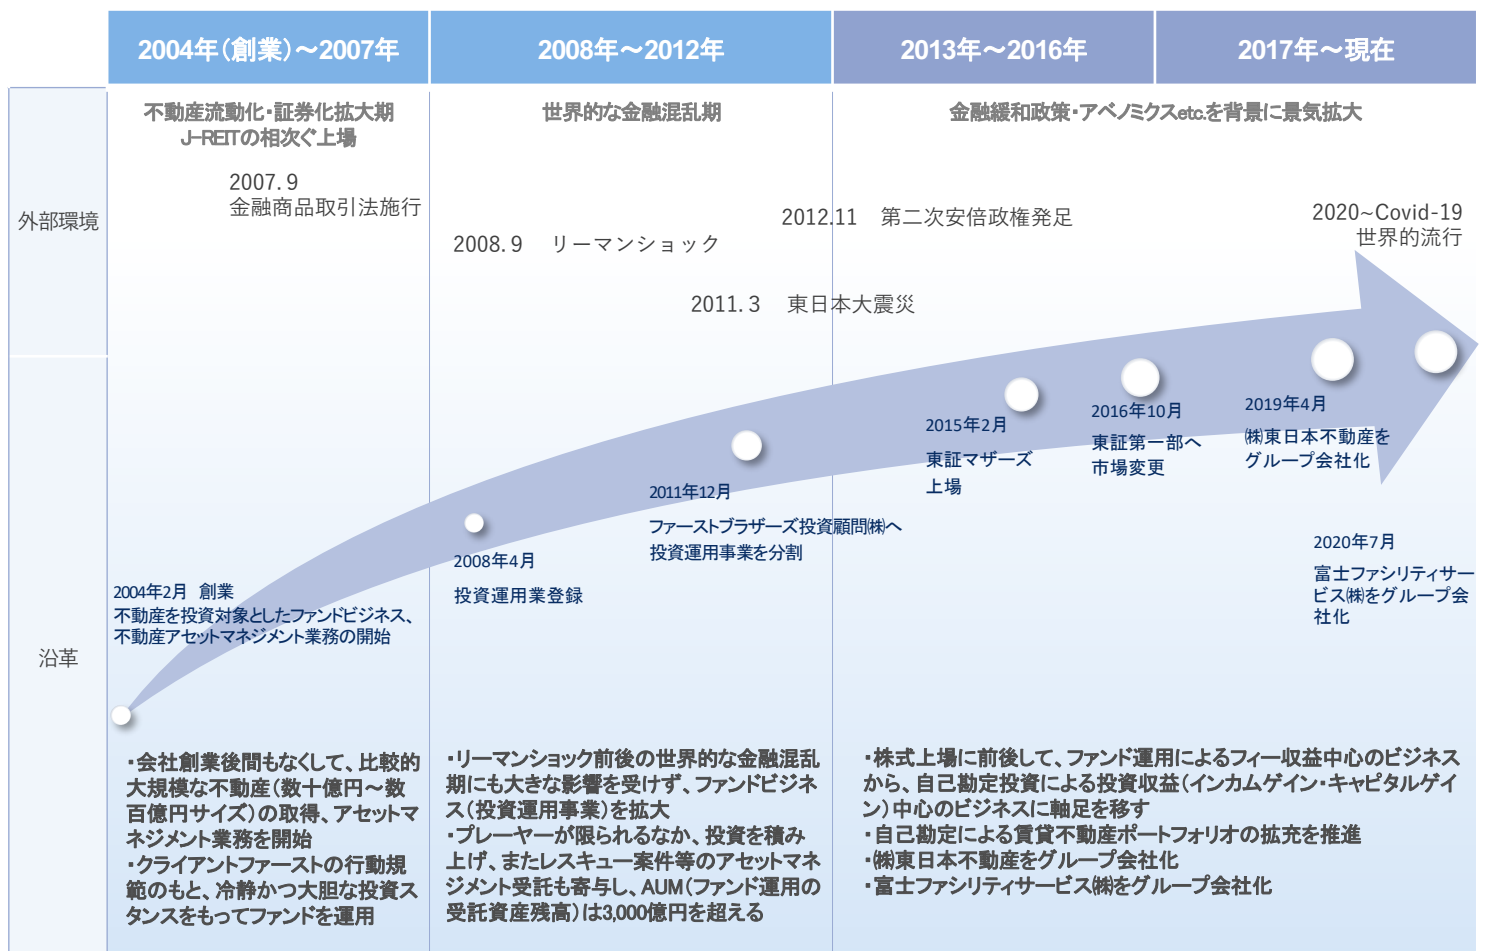 2004年（創業）～2007年
2008年～2012年
2013年～2016年
2017年～現在
外部環境
不動産流動化・証券化拡大期
J-REITの相次ぐ上場
世界的な金融混乱期
金融緩和政策・アベノミクスetc.を背景に景気拡大
2007.9
金融商品取引法施行
2008.9　リーマンショック
2011.3　東日本大震災
2012.11　第二次安倍政権発足
2020~Covid-19
世界的流行
沿革
2004年2月　創業
不動産を投資対象としたファンドビジネス、
不動産アセットマネジメント業務の開始
2008年4月
投資運用業登録
2011年12月
ファーストブラザーズ投資顧問㈱へ
投資運用事業を分割
2015年2月
東証マザーズ
上場
2016年10月
東証第一部へ
市場変更
2019年4月
㈱東日本不動産を
グループ会社化
2020年7月
富士ファシリティサー
ビス㈱をグループ会
社化
・会社創業後間もなくして、比較的
大規模な不動産（数十億円～数
百億円サイズ）の取得、アセットマ
ネジメント業務を開始
・クライアントファーストの行動規
範のもと、冷静かつ大胆な投資ス
タンスをもってファンドを運用
・リーマンショック前後の世界的な金融混乱
期にも大きな影響を受けず、ファンドビジネ
ス（投資運用事業）を拡大
・プレーヤーが限られるなか、投資を積み
上げ、またレスキュー案件等のアセットマネ
ジメント受託も寄与し、AUM（ファンド運用の
受託資産残高）は3,000億円を超える
・株式上場に前後して、ファンド運用によるフィー収益中心のビジネス
から、自己勘定投資による投資収益（インカムゲイン・キャピタルゲイ
ン）中心のビジネスに軸足を移す
・自己勘定による賃貸不動産ポートフォリオの拡充を推進
・㈱東日本不動産をグループ会社化
・富士ファシリティサービス㈱をグループ会社化